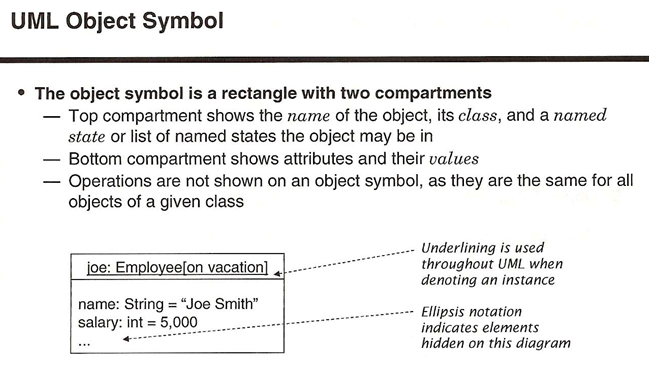 UML Object Symbol
• The object symbol is a rectangle with two compartments
— Top compartment shows the name of the object, its class, and a named
state or list of named states the object may be in
— Bottom compartment shows attributes and their values
— Operations are not shown on an object symbol, as they are the same for all
objects of a given class
joe: Employee[on vacation]
name: String = “Joe Smith”
salary: int = 5,000
...
Underlining is used
throughout UML when
denoting an instance
Ellipsis notation
indicates elements
hidden on this diagram